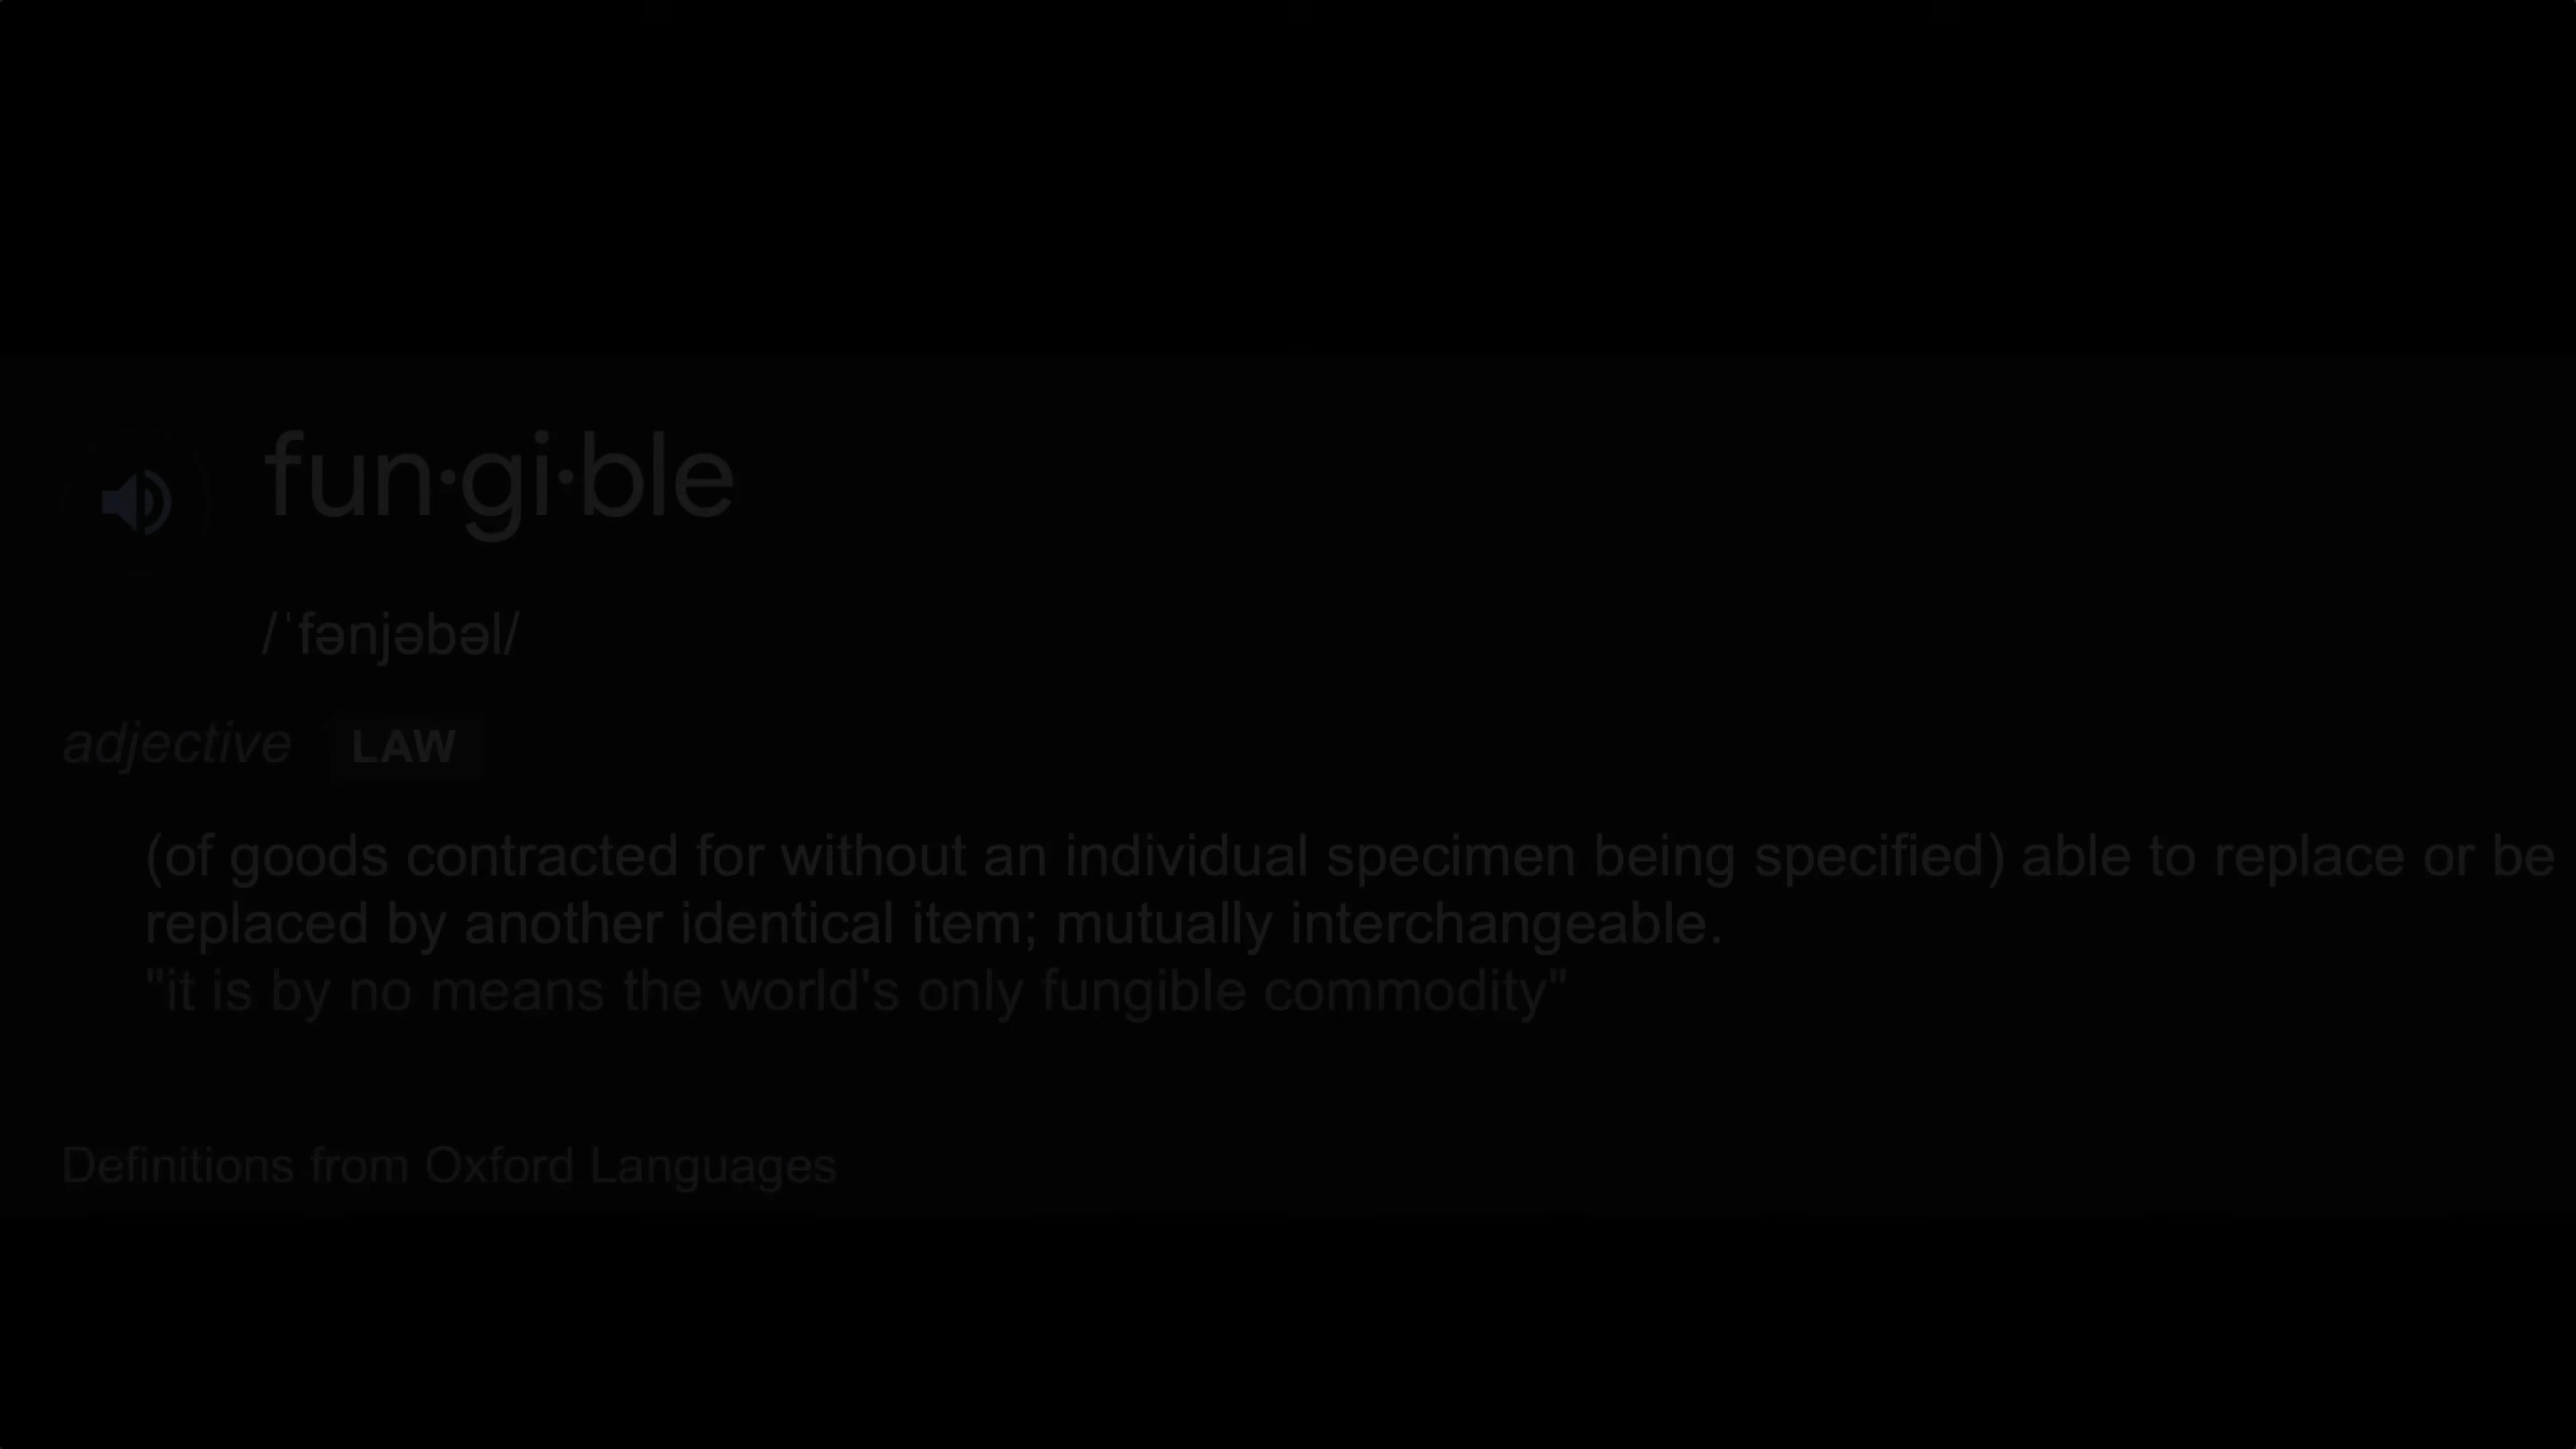 fun·gi·ble
/ˈfənjəbəl/
adjective LAW
(of goods contracted for without an individual specimen being specified) able to replace or be
replaced by another identical item; mutually interchangeable.
"it is by no means the world's only fungible commodity"
Definitions from Oxford Languages